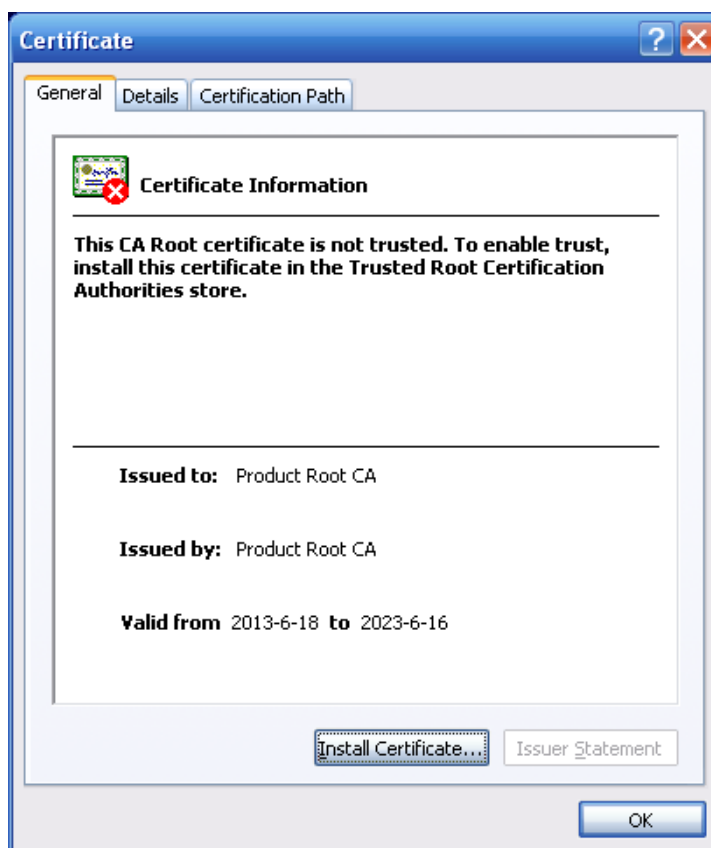 Certificate
General Details Certification Path
Certificate Information
This CA Root certificate is not trusted. To enable trust,
install this certificate in the Trusted Root Certification
Authorities store.
Issued to: Product Root CA
Issued by: Product Root CA
Valid from 2013-6-18 to 2023-6-16
Install Certificate... Issuer Statement
OK